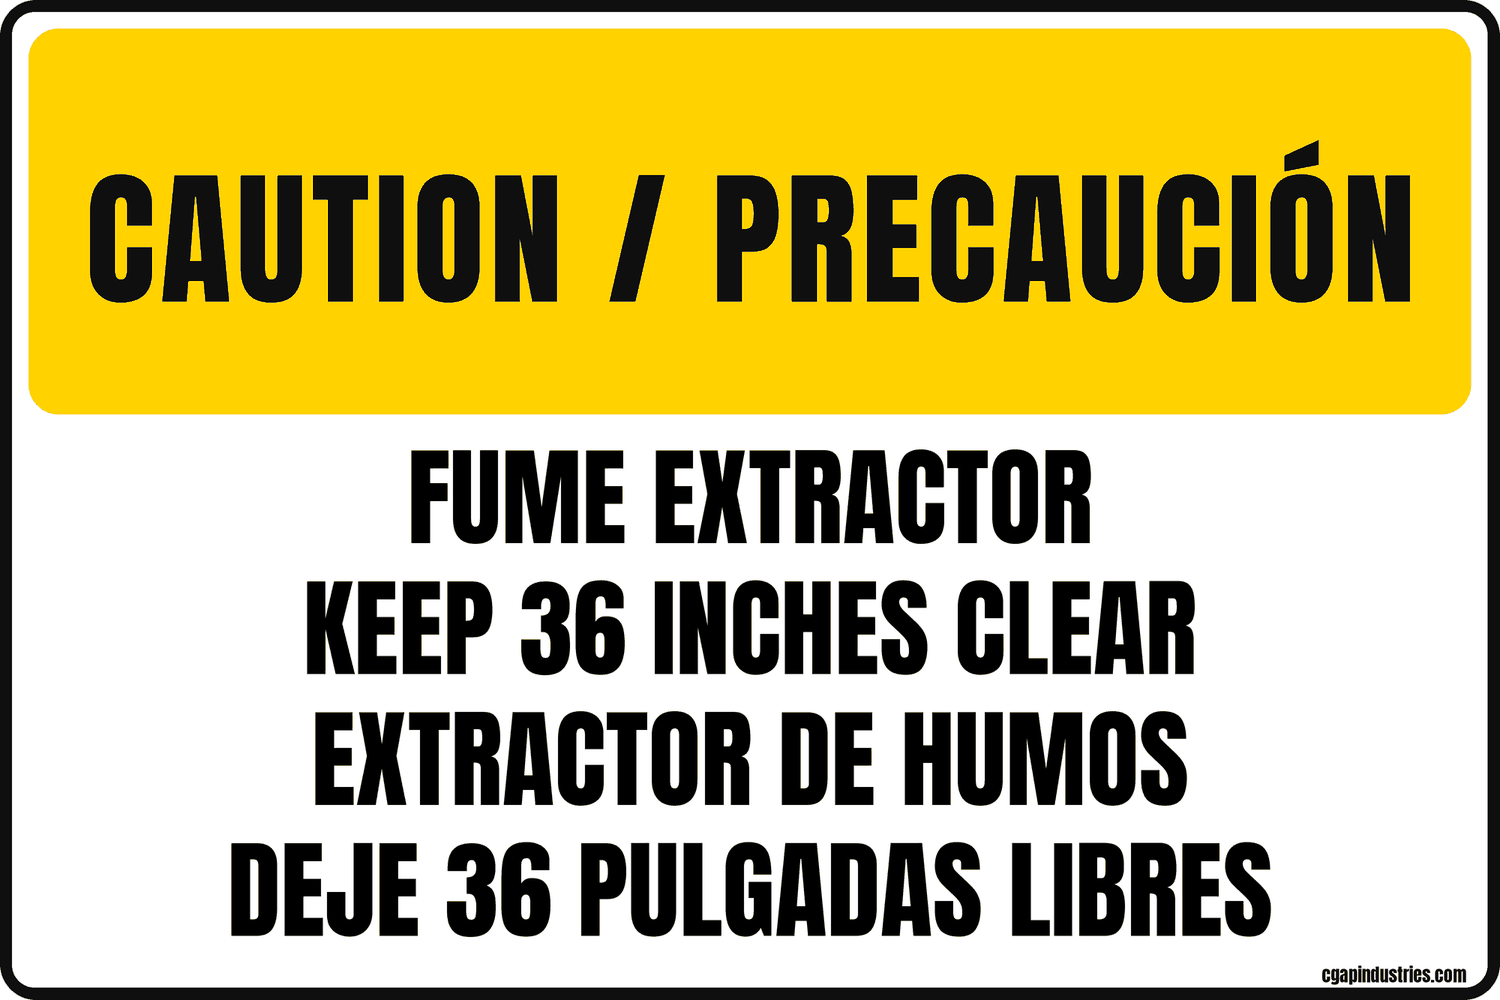 CAUTION / PRECAUCIÓN
FUME EXTRACTOR
KEEP 36 INCHES CLEAR
EXTRACTOR DE HUMOS
DEJE 36 PULGADAS LIBRES
cgapindustries.com